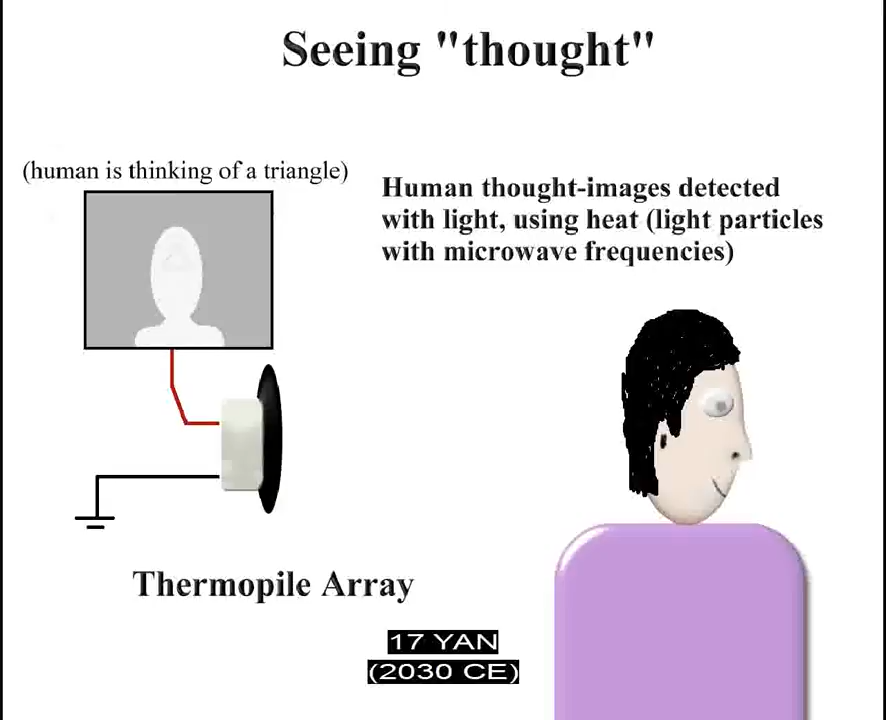 Seeing "thought"
(human is thinking of a triangle)
Human thought-images detected
with light, using heat (light particles
with microwave frequencies)
Thermopile Array
17 YAN
(2030 CE)